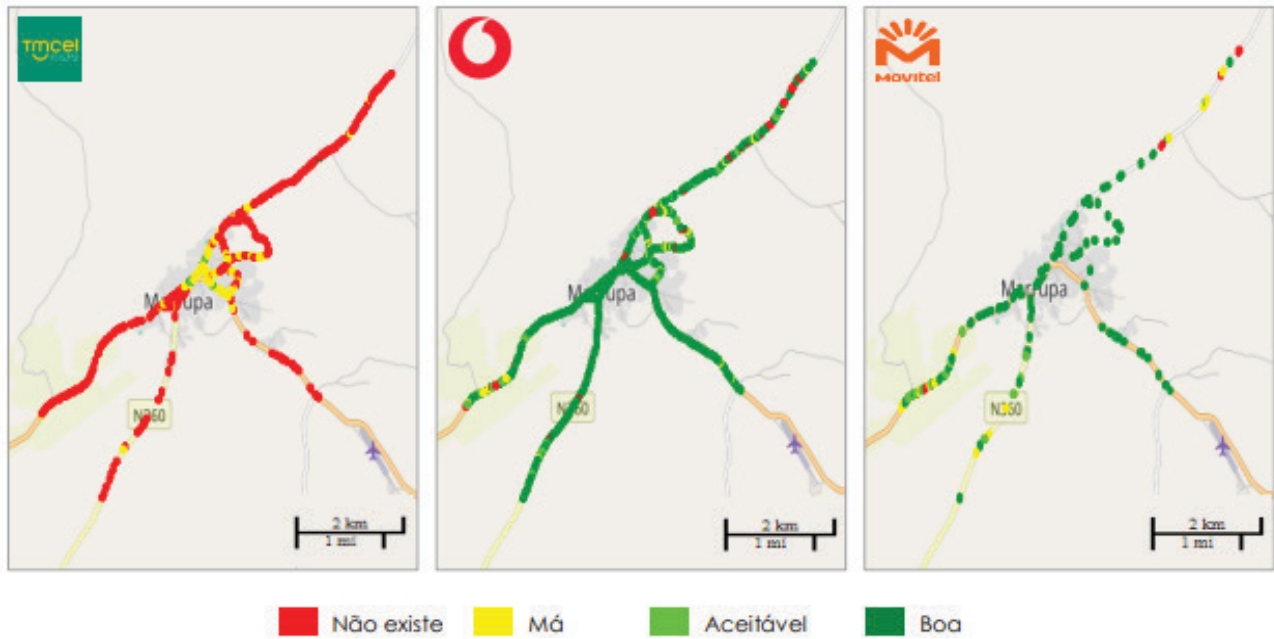 Tmcel
Movitel
Marrupa
N360
2 km
1 mi
Marrupa
N360
2 km
1 mi
Marrupa
N360
2 km
1 mi
Não existe
Má
Aceitável
Boa